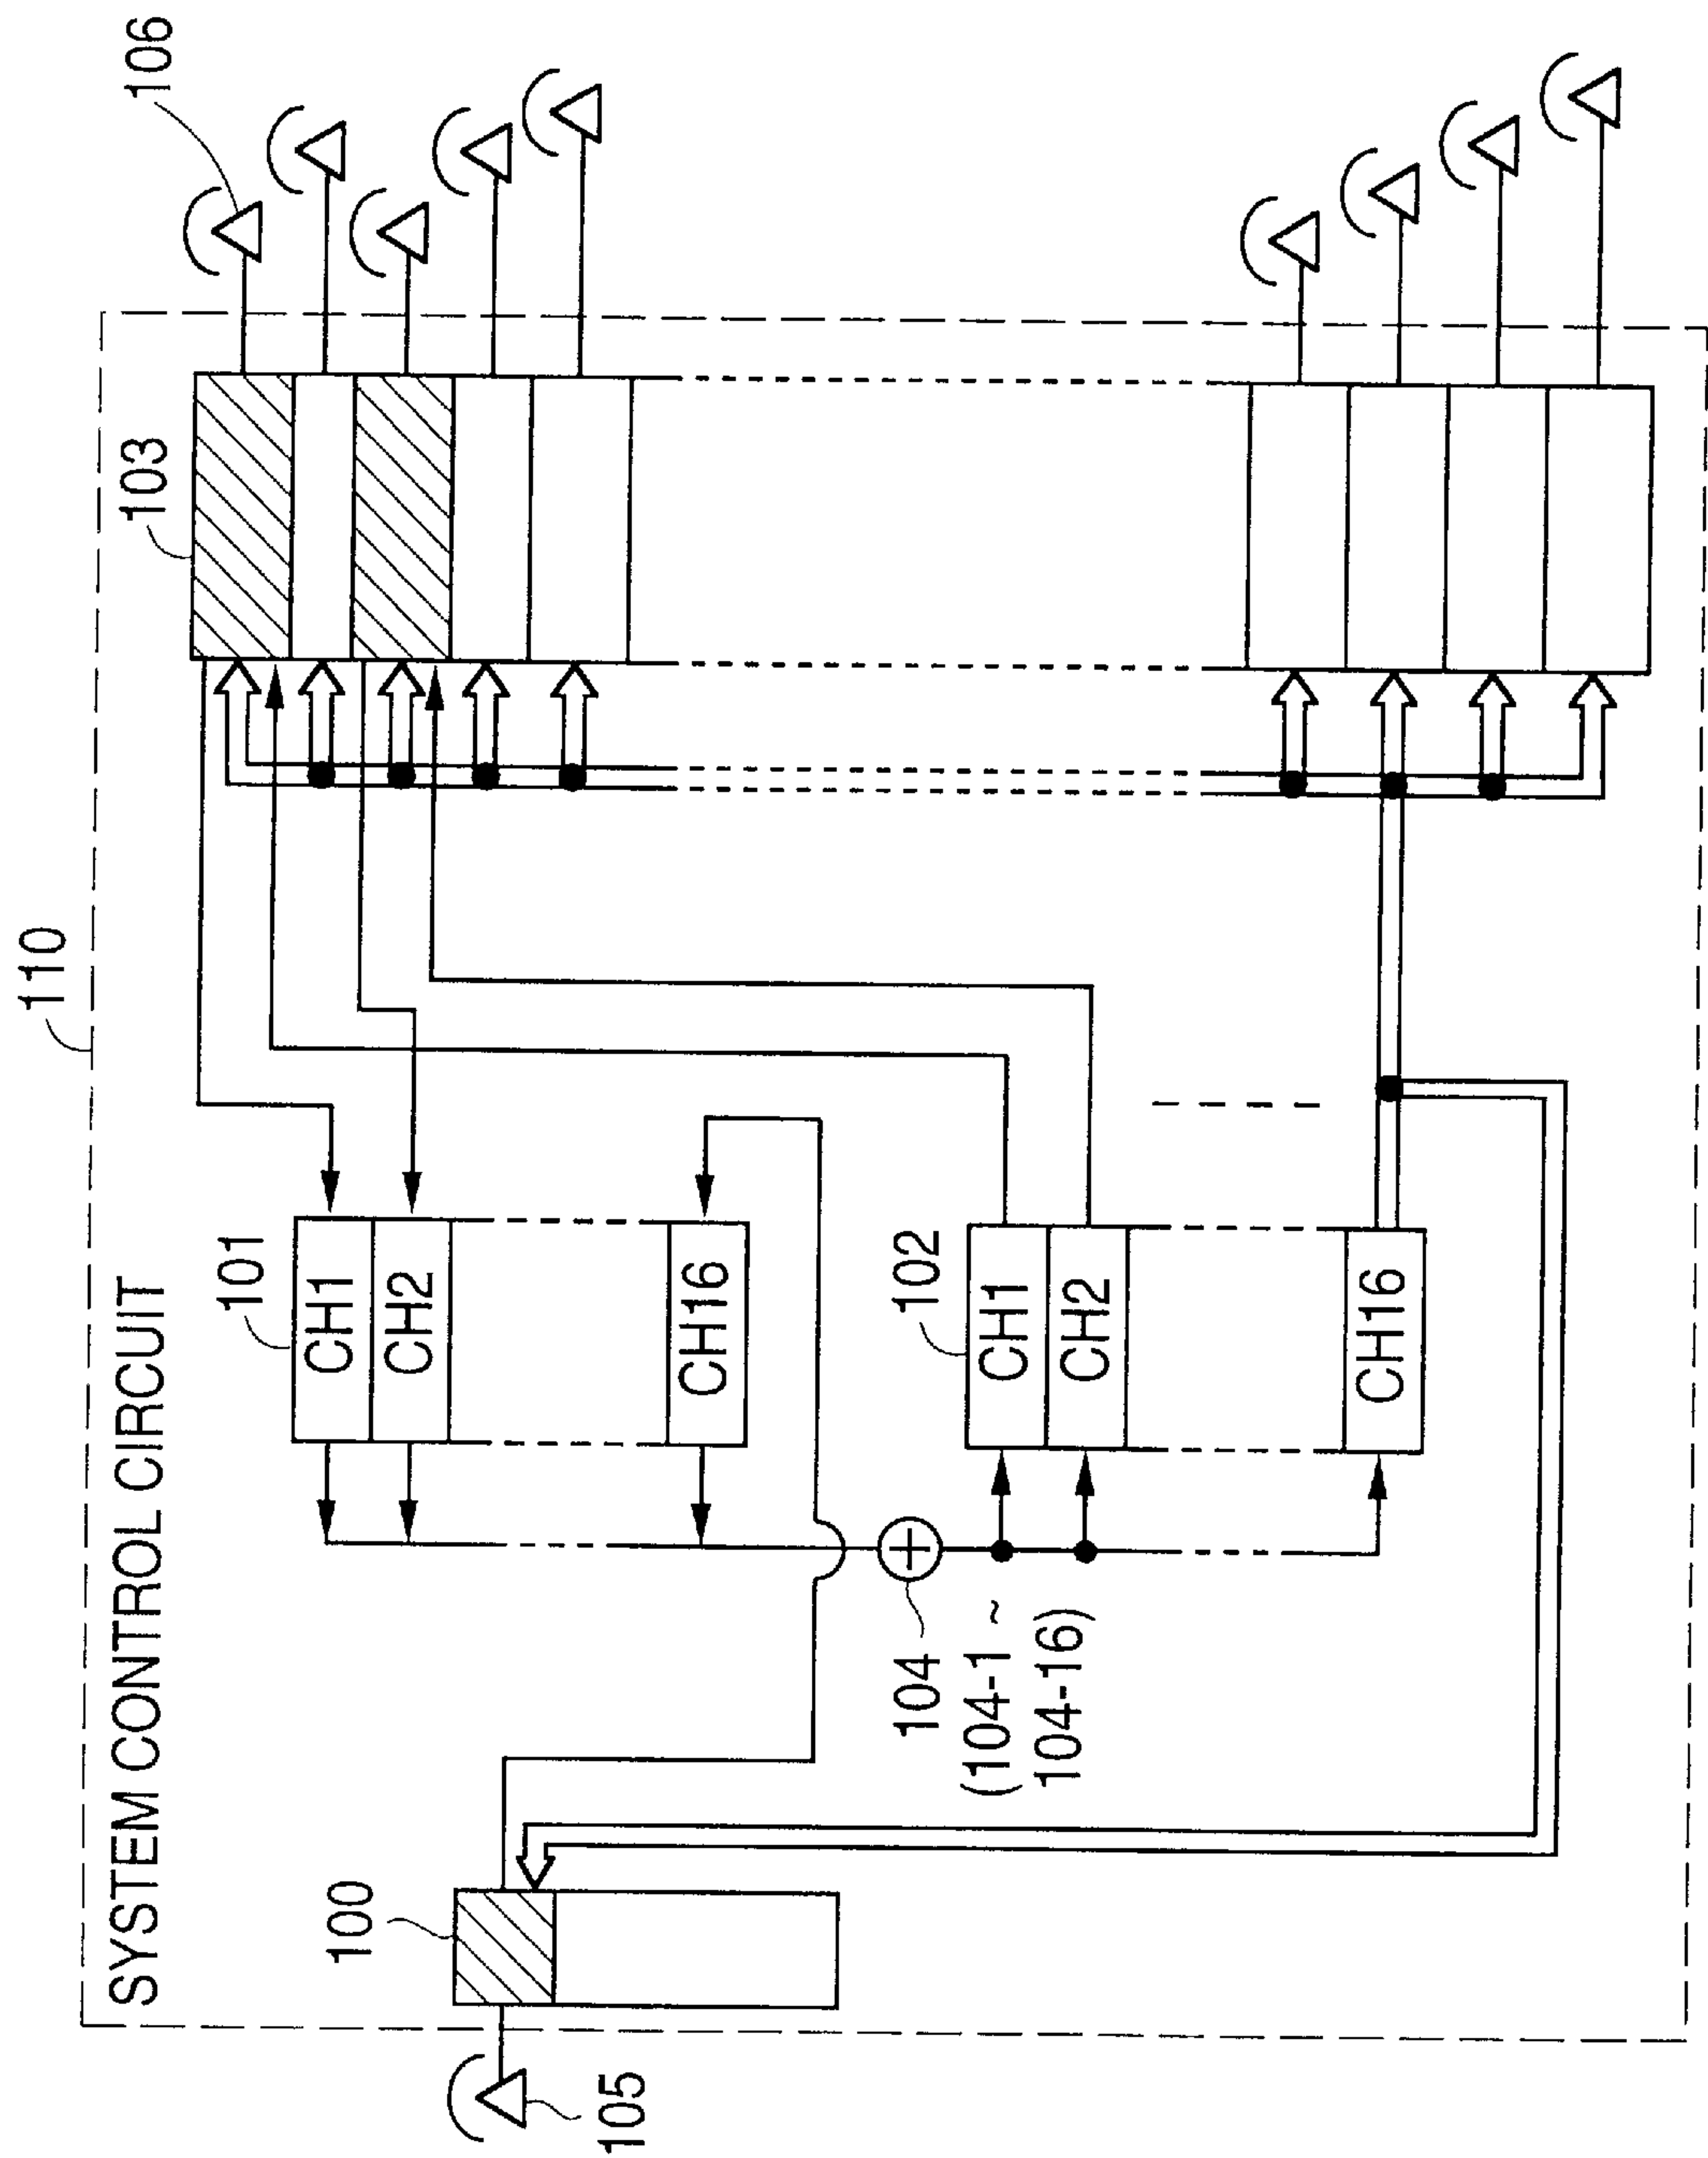 SYSTEM CONTROL CIRCUIT
110
100
105
101
CH1
CH2
CH16
104
(104-1 ~
104-16)
102
CH1
CH2
CH16
103
106